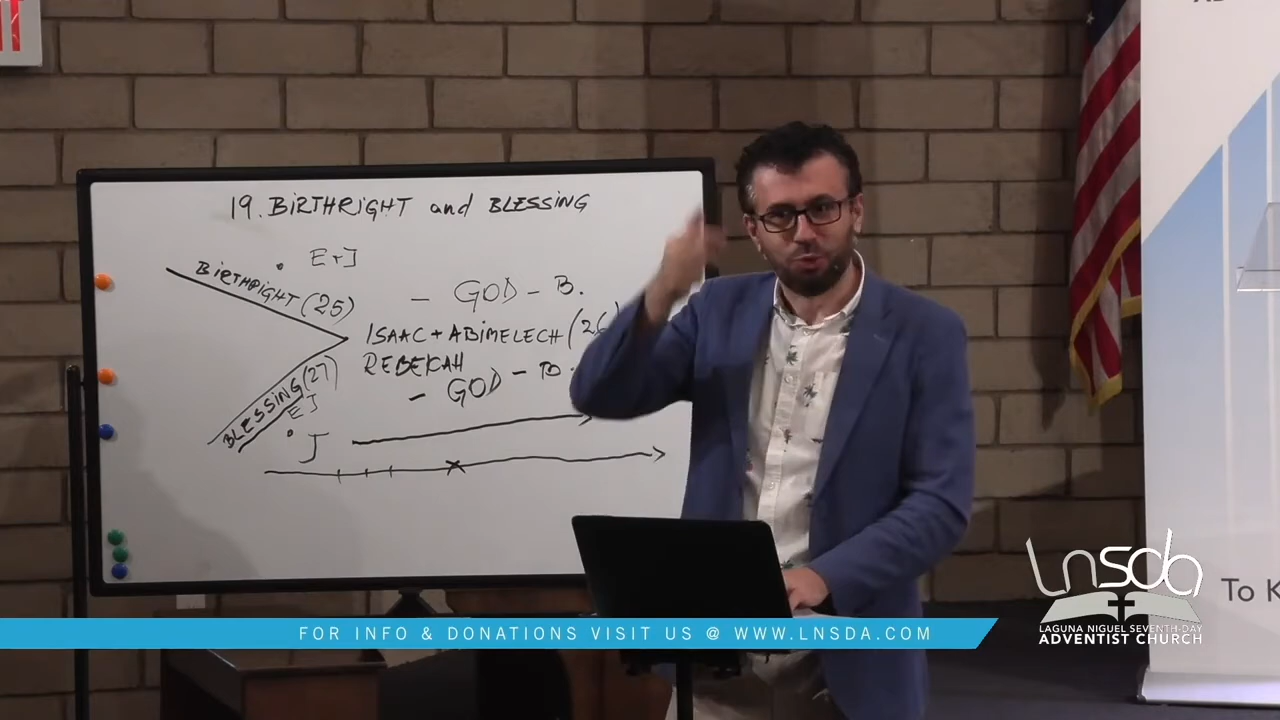 19. BIRTHRIGHT and BLESSING
E+J
BIRTHRIGHT (25)
- GOD - B.
ISAAC + ABIMELECH (26)
REBEKAH
- GOD - B.
BLESSING (27)
EJ
J
FOR INFO & DONATIONS VISIT US @ WWW.LNSDA.COM
LnSDA
LAGUNA NIGUEL SEVENTH-DAY
ADVENTIST CHURCH
To K